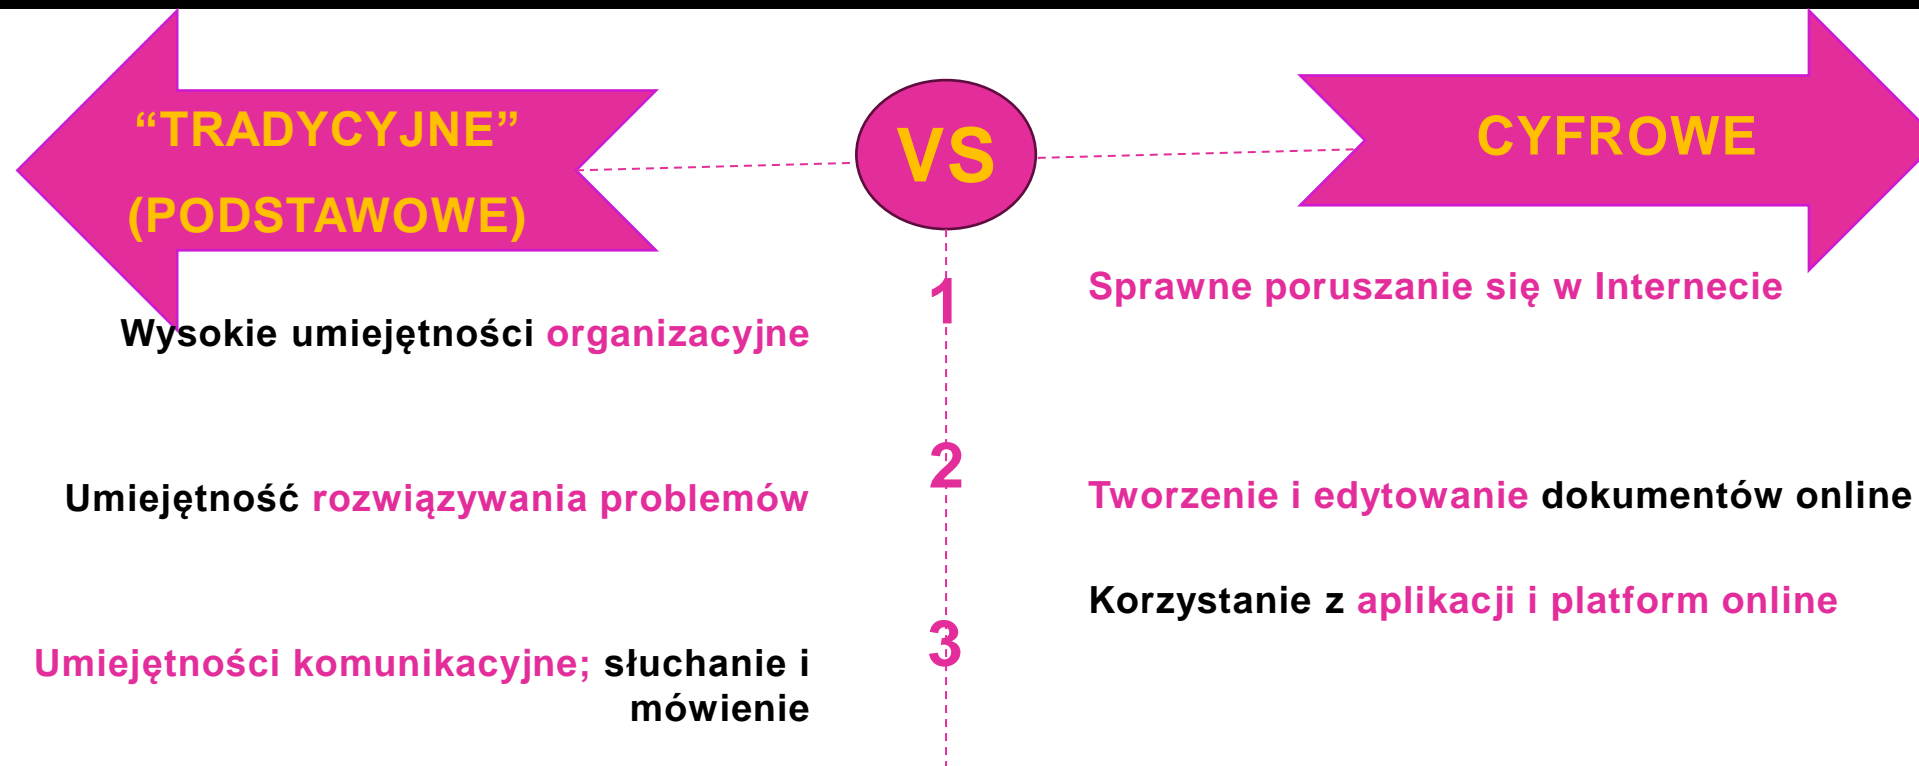 “TRADYCYJNE”
(PODSTAWOWE)
VS
CYFROWE
1
Wysokie umiejętności organizacyjne
Sprawne poruszanie się w Internecie
2
Umiejętność rozwiązywania problemów
Tworzenie i edytowanie dokumentów online
3
Umiejętności komunikacyjne; słuchanie i
mówienie
Korzystanie z aplikacji i platform online